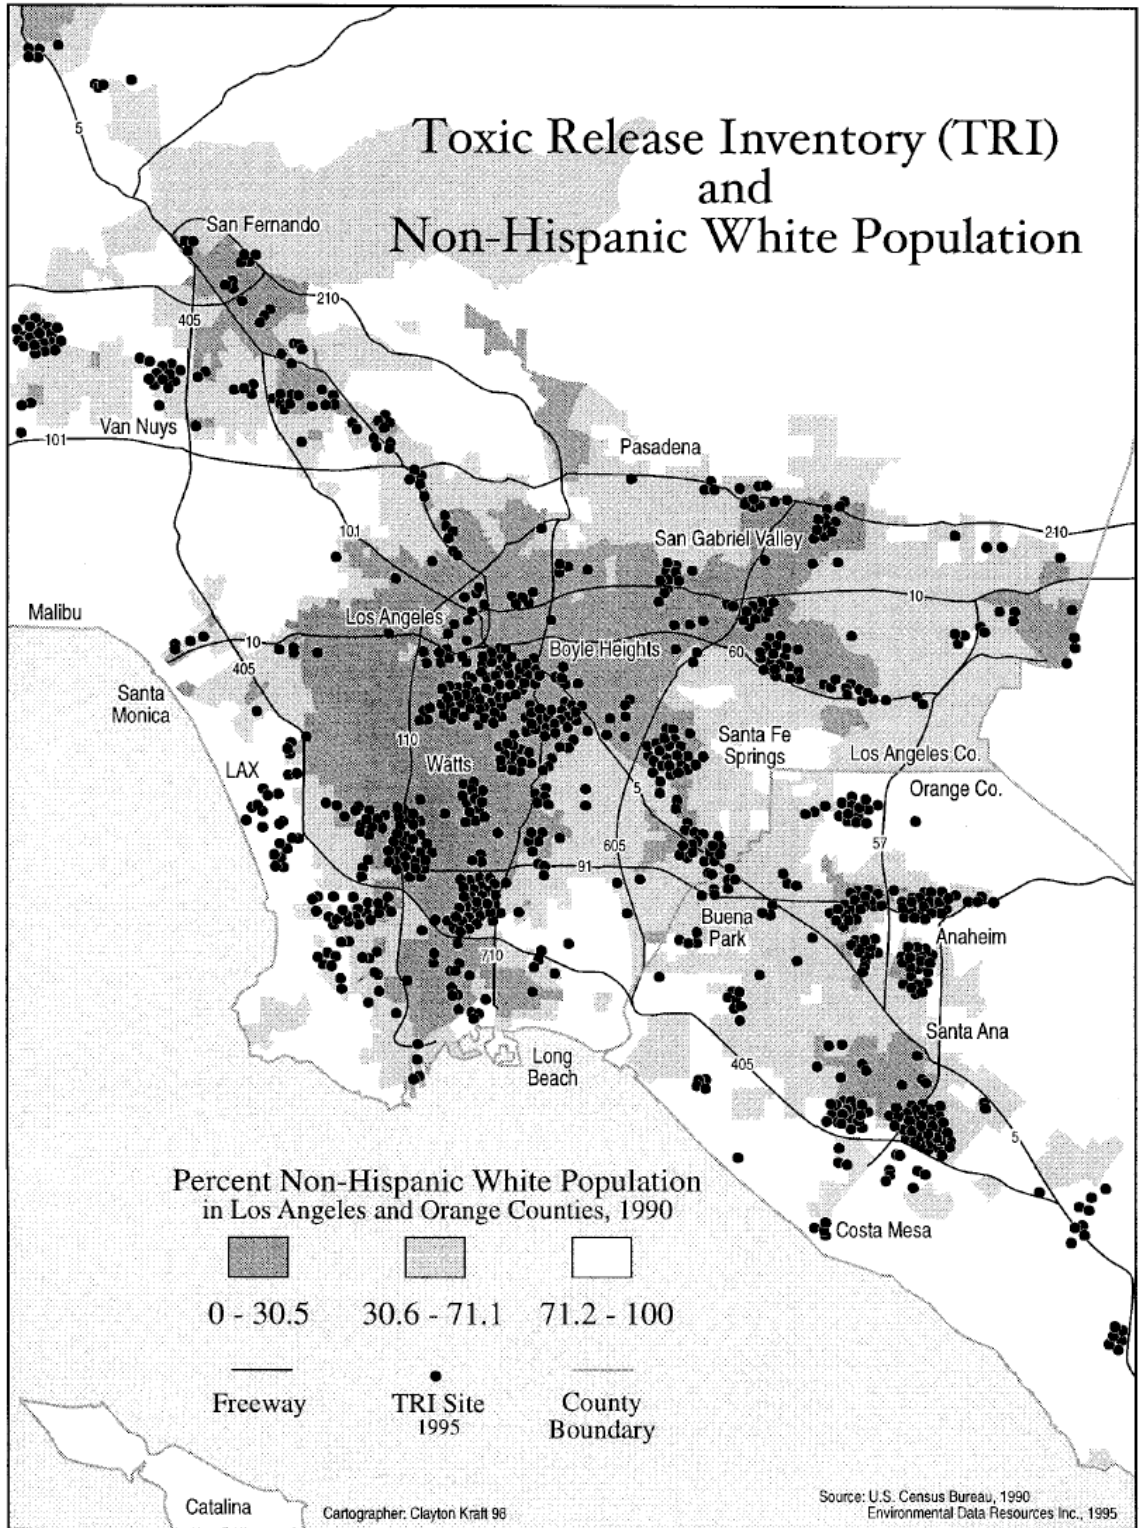 Toxic Release Inventory (TRI)
and
Non-Hispanic White Population
5
San Fernando
210
405
Van Nuys
101
Pasadena
101
San Gabriel Valley
210
Malibu
Los Angeles
10
10
405
Boyle Heights
60
Santa
Monica
110
Santa Fe
Springs
Los Angeles Co.
LAX
Watts
5
Orange Co.
605
57
91
Buena
Park
Anaheim
710
Santa Ana
Long
Beach
405
5
Costa Mesa
Percent Non-Hispanic White Population
in Los Angeles and Orange Counties, 1990
0 - 30.5 30.6 - 71.1 71.2 - 100
Freeway TRI Site County
1995 Boundary
Catalina
Cartographer: Clayton Kraft 98
Source: U.S. Census Bureau, 1990
Environmental Data Resources Inc., 1995